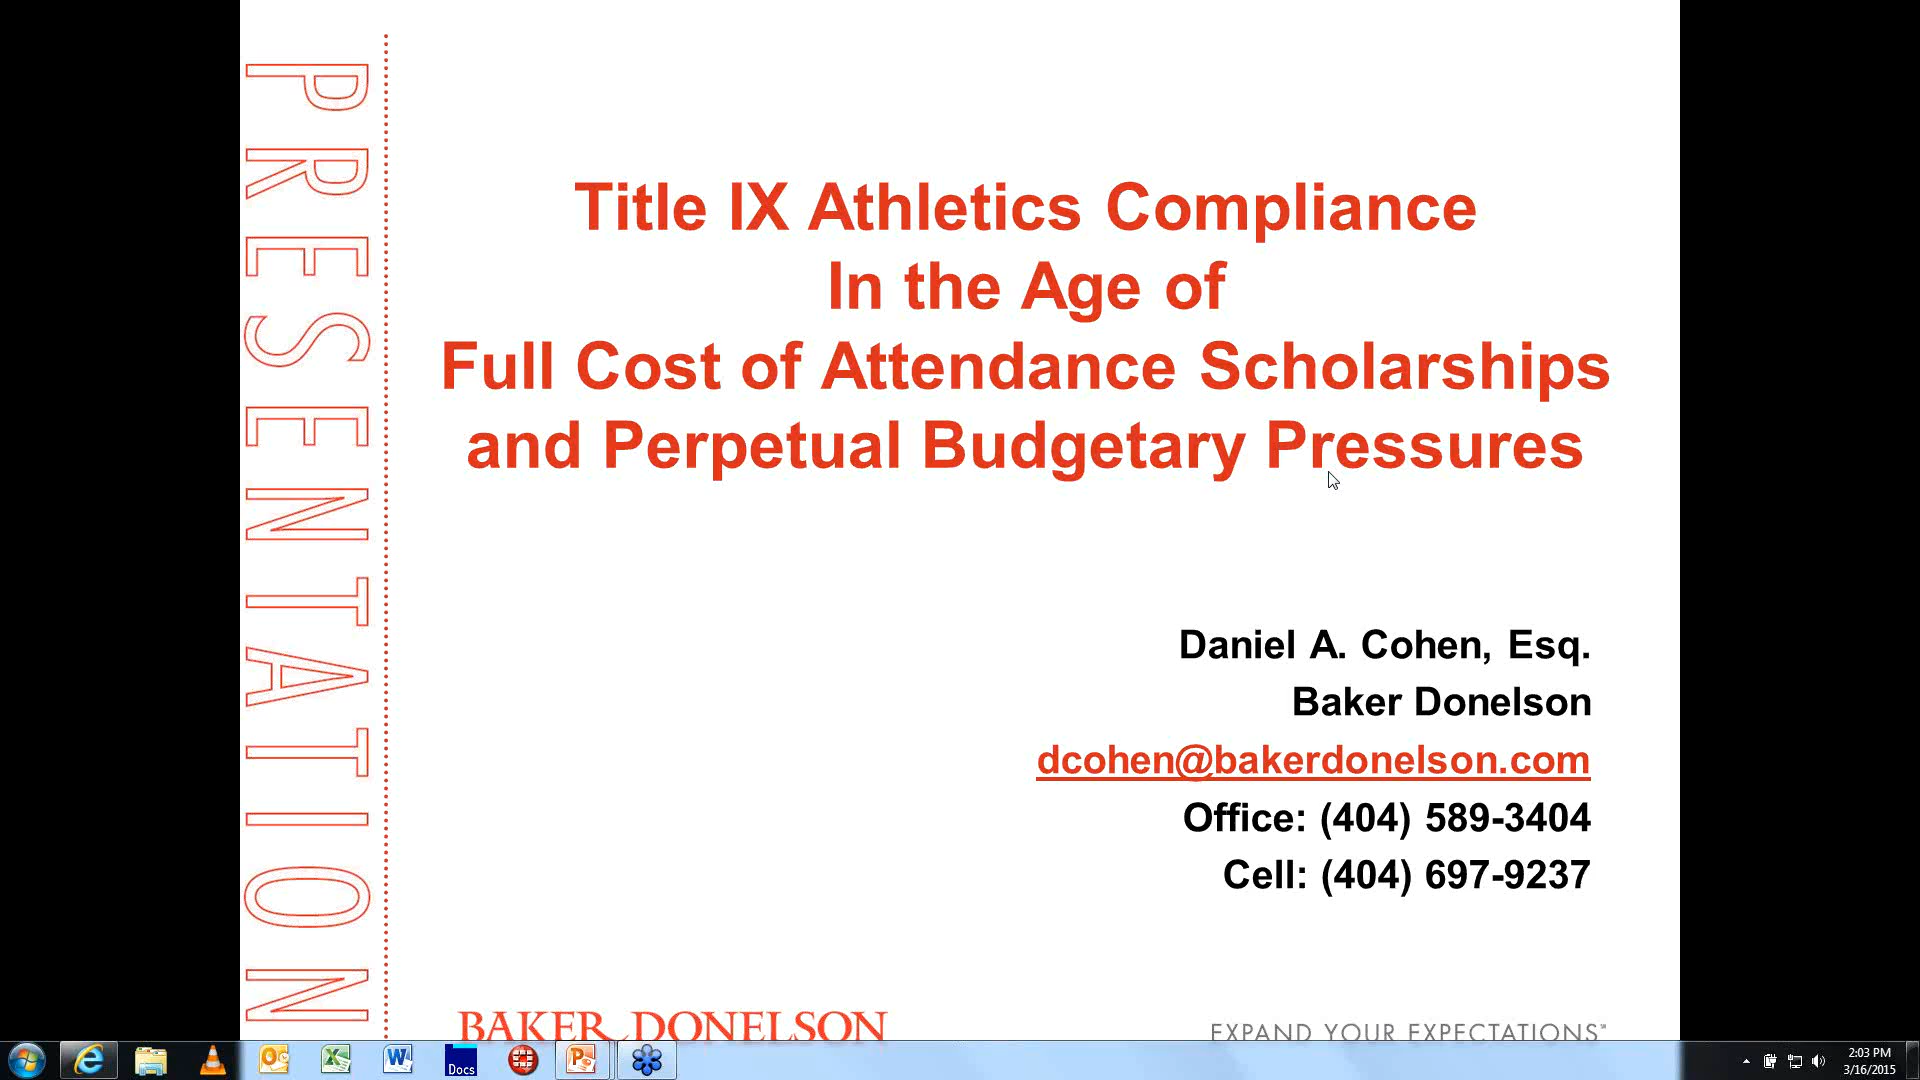 PRESENTATION
Title IX Athletics Compliance
In the Age of
Full Cost of Attendance Scholarships
and Perpetual Budgetary Pressures
Daniel A. Cohen, Esq.
Baker Donelson
dcohen@bakerdonelson.com
Office: (404) 589-3404
Cell: (404) 697-9237
BAKER DONELSON
EXPAND YOUR EXPECTATIONS™
Docs
2:03 PM
3/16/2015